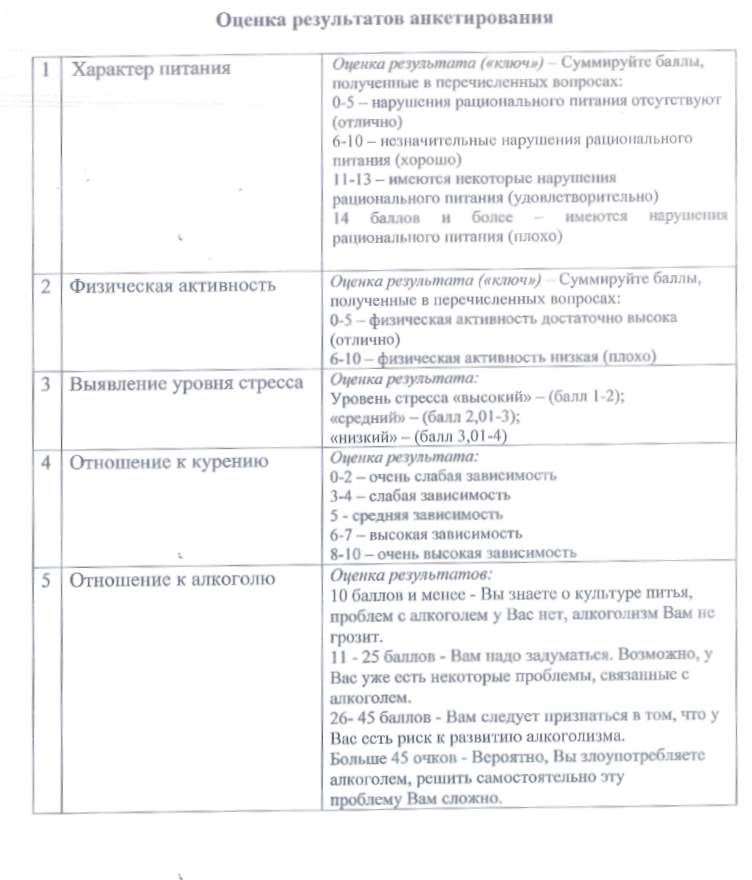 Оценка результатов анкетирования
1 Характер питания
Оценка результата («ключ») – Суммируйте баллы,
полученные в перечисленных вопросах:
0-5 – нарушения рационального питания отсутствуют
(отлично)
6-10 – незначительные нарушения рационального
питания (хорошо)
11-13 – имеются некоторые нарушения
рационального питания (удовлетворительно)
14 баллов и более – имеются нарушения
рационального питания (плохо)
2 Физическая активность
Оценка результата («ключ») – Суммируйте баллы,
полученные в перечисленных вопросах:
0-5 – физическая активность достаточно высока
(отлично)
6-10 – физическая активность низкая (плохо)
3 Выявление уровня стресса
Оценка результата:
Уровень стресса «высокий» – (балл 1-2);
«средний» – (балл 2,01-3);
«низкий» – (балл 3,01-4)
4 Отношение к курению
Оценка результата:
0-2 – очень слабая зависимость
3-4 – слабая зависимость
5 - средняя зависимость
6-7 – высокая зависимость
8-10 – очень высокая зависимость
5 Отношение к алкоголю
Оценка результатов:
10 баллов и менее - Вы знаете о культуре питья,
проблем с алкоголем у Вас нет, алкоголизм Вам не
грозит.
11 - 25 баллов - Вам надо задуматься. Возможно, у
Вас уже есть некоторые проблемы, связанные с
алкоголем.
26- 45 баллов - Вам следует признаться в том, что у
Вас есть риск к развитию алкоголизма.
Больше 45 очков - Вероятно, Вы злоупотребляете
алкоголем, решить самостоятельно эту
проблему Вам сложно.